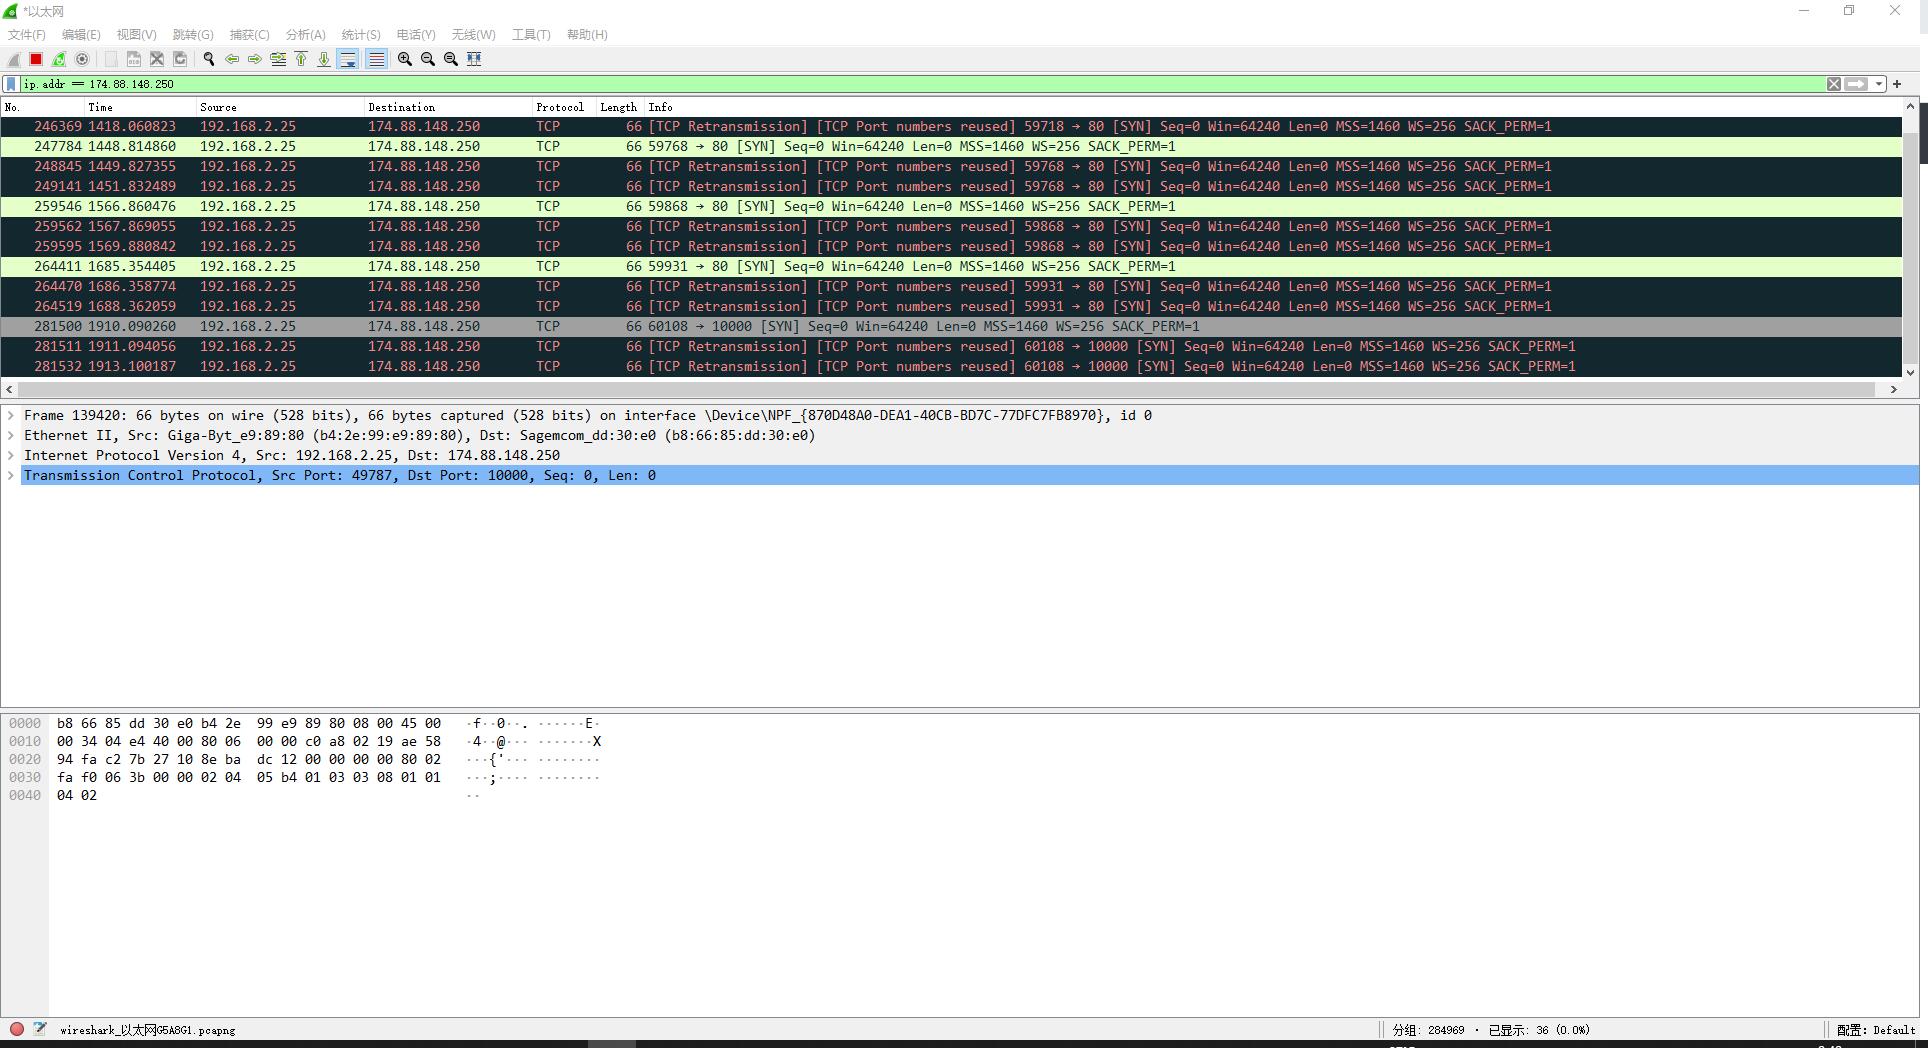 *以太网
文件(F) 编辑(E) 视图(V) 跳转(G) 捕获(C) 分析(A) 统计(S) 电话(Y) 无线(W) 工具(T) 帮助(H)
ip.addr == 174.88.148.250
No. Time Source Destination Protocol Length Info
246369 1418.060823 192.168.2.25 174.88.148.250 TCP 66 [TCP Retransmission] [TCP Port numbers reused] 59718 → 80 [SYN] Seq=0 Win=64240 Len=0 MSS=1460 WS=256 SACK_PERM=1
247784 1448.814860 192.168.2.25 174.88.148.250 TCP 66 59768 → 80 [SYN] Seq=0 Win=64240 Len=0 MSS=1460 WS=256 SACK_PERM=1
248845 1449.827355 192.168.2.25 174.88.148.250 TCP 66 [TCP Retransmission] [TCP Port numbers reused] 59768 → 80 [SYN] Seq=0 Win=64240 Len=0 MSS=1460 WS=256 SACK_PERM=1
249141 1451.832489 192.168.2.25 174.88.148.250 TCP 66 [TCP Retransmission] [TCP Port numbers reused] 59768 → 80 [SYN] Seq=0 Win=64240 Len=0 MSS=1460 WS=256 SACK_PERM=1
259546 1566.860476 192.168.2.25 174.88.148.250 TCP 66 59868 → 80 [SYN] Seq=0 Win=64240 Len=0 MSS=1460 WS=256 SACK_PERM=1
259562 1567.869055 192.168.2.25 174.88.148.250 TCP 66 [TCP Retransmission] [TCP Port numbers reused] 59868 → 80 [SYN] Seq=0 Win=64240 Len=0 MSS=1460 WS=256 SACK_PERM=1
259595 1569.880842 192.168.2.25 174.88.148.250 TCP 66 [TCP Retransmission] [TCP Port numbers reused] 59868 → 80 [SYN] Seq=0 Win=64240 Len=0 MSS=1460 WS=256 SACK_PERM=1
264411 1685.354405 192.168.2.25 174.88.148.250 TCP 66 59931 → 80 [SYN] Seq=0 Win=64240 Len=0 MSS=1460 WS=256 SACK_PERM=1
264470 1686.358774 192.168.2.25 174.88.148.250 TCP 66 [TCP Retransmission] [TCP Port numbers reused] 59931 → 80 [SYN] Seq=0 Win=64240 Len=0 MSS=1460 WS=256 SACK_PERM=1
264519 1688.362059 192.168.2.25 174.88.148.250 TCP 66 [TCP Retransmission] [TCP Port numbers reused] 59931 → 80 [SYN] Seq=0 Win=64240 Len=0 MSS=1460 WS=256 SACK_PERM=1
281500 1910.090260 192.168.2.25 174.88.148.250 TCP 66 60108 → 10000 [SYN] Seq=0 Win=64240 Len=0 MSS=1460 WS=256 SACK_PERM=1
281511 1911.094056 192.168.2.25 174.88.148.250 TCP 66 [TCP Retransmission] [TCP Port numbers reused] 60108 → 10000 [SYN] Seq=0 Win=64240 Len=0 MSS=1460 WS=256 SACK_PERM=1
281532 1913.100187 192.168.2.25 174.88.148.250 TCP 66 [TCP Retransmission] [TCP Port numbers reused] 60108 → 10000 [SYN] Seq=0 Win=64240 Len=0 MSS=1460 WS=256 SACK_PERM=1
Frame 139420: 66 bytes on wire (528 bits), 66 bytes captured (528 bits) on interface \Device\NPF_{870D48A0-DEA1-40CB-BD7C-77DFC7FB8970}, id 0
Ethernet II, Src: Giga-Byt_e9:89:80 (b4:2e:99:e9:89:80), Dst: Sagemcom_dd:30:e0 (b8:66:85:dd:30:e0)
Internet Protocol Version 4, Src: 192.168.2.25, Dst: 174.88.148.250
Transmission Control Protocol, Src Port: 49787, Dst Port: 10000, Seq: 0, Len: 0
0000 b8 66 85 dd 30 e0 b4 2e 99 e9 89 80 08 00 45 00 ·f··0··. ······E·
0010 00 34 04 e4 40 00 80 06 00 00 c0 a8 02 19 ae 58 ·4··@··· ·······X
0020 94 fa c2 7b 27 10 8e ba dc 12 00 00 00 00 80 02 ···{'··· ········
0030 fa f0 06 3b 00 00 02 04 05 b4 01 03 03 08 01 01 ···;···· ········
0040 04 02 ··
wireshark_以太网G5A8G1.pcapng 分组: 284969 · 已显示: 36 (0.0%) 配置: Default